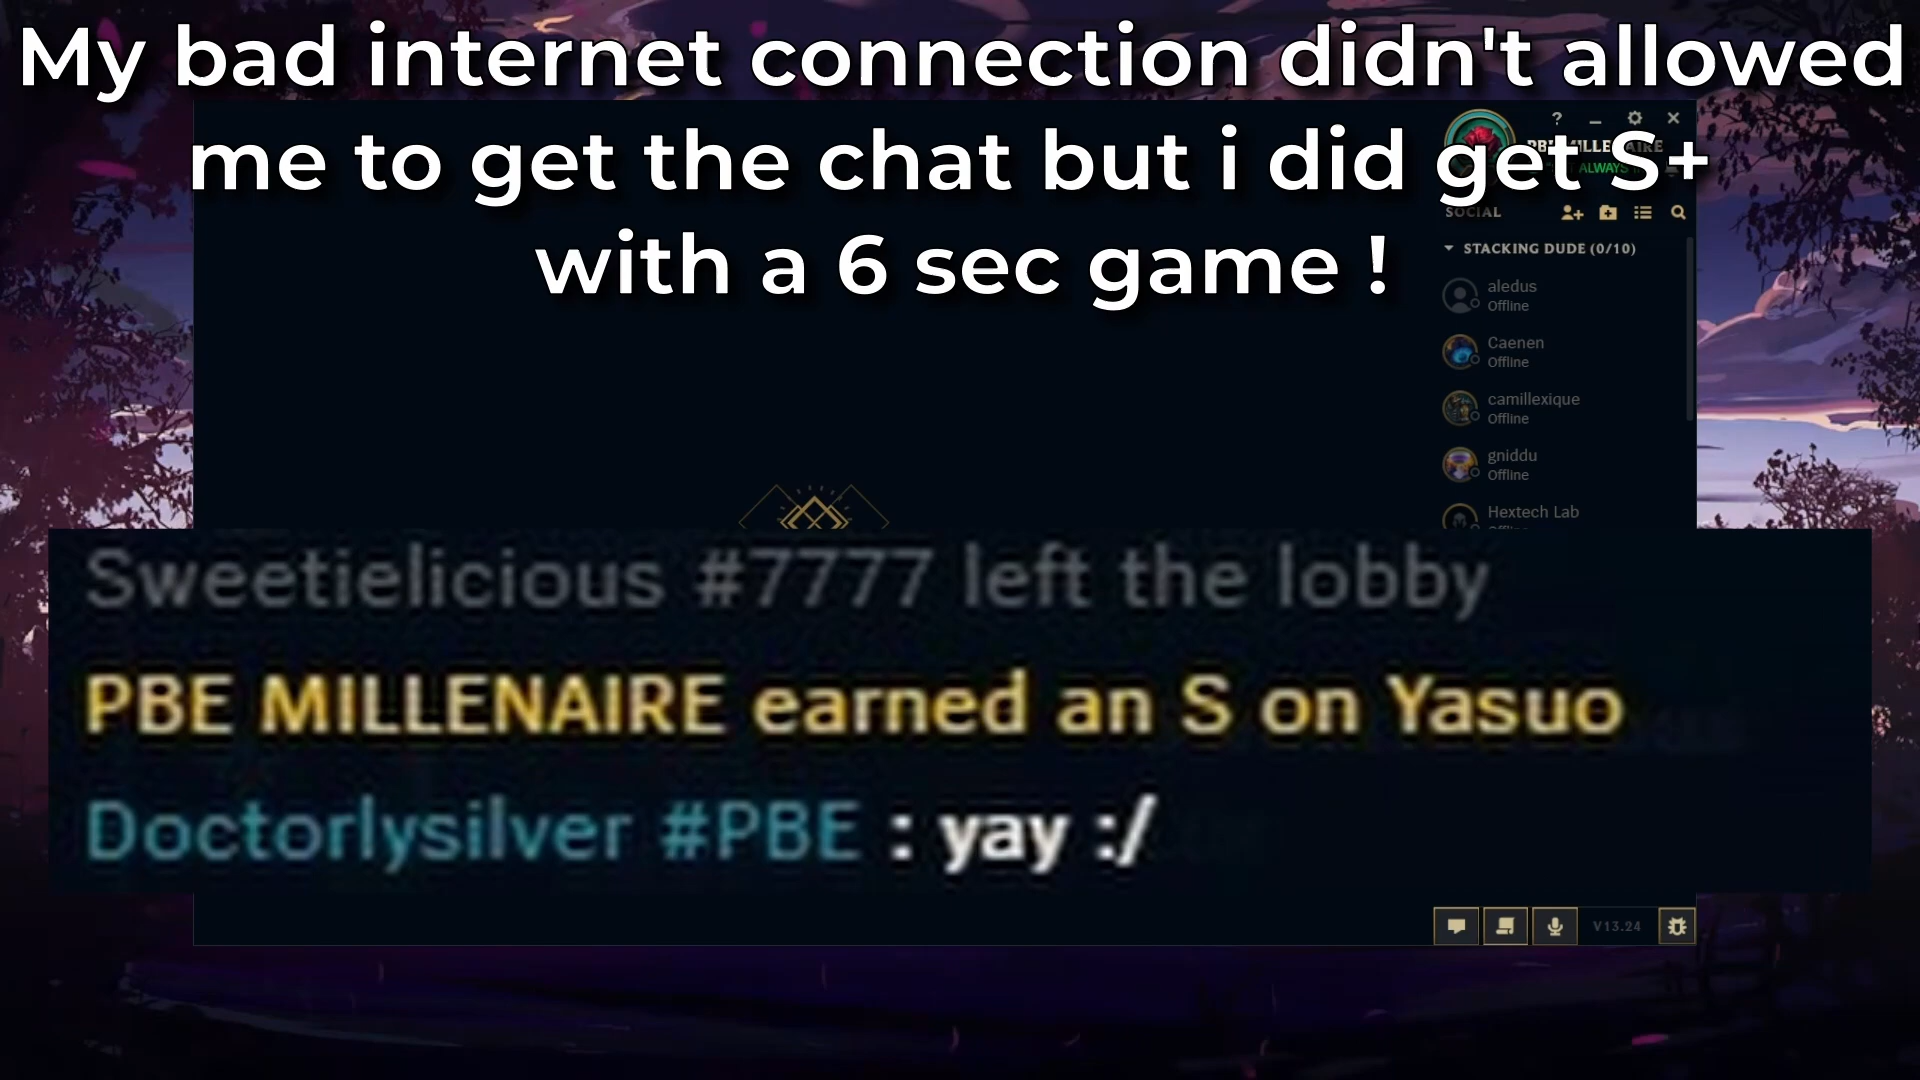 My bad internet connection didn't allowed
me to get the chat but i did get S+
with a 6 sec game !
SOCIAL
STACKING DUDE (0/10)
aledus
Offline
Caenen
Offline
camillexique
Offline
gniddu
Offline
Hextech Lab
Sweetielicious #7777 left the lobby
PBE MILLENAIRE earned an S on Yasuo
Doctorlysilver #PBE : yay :/
V13.24